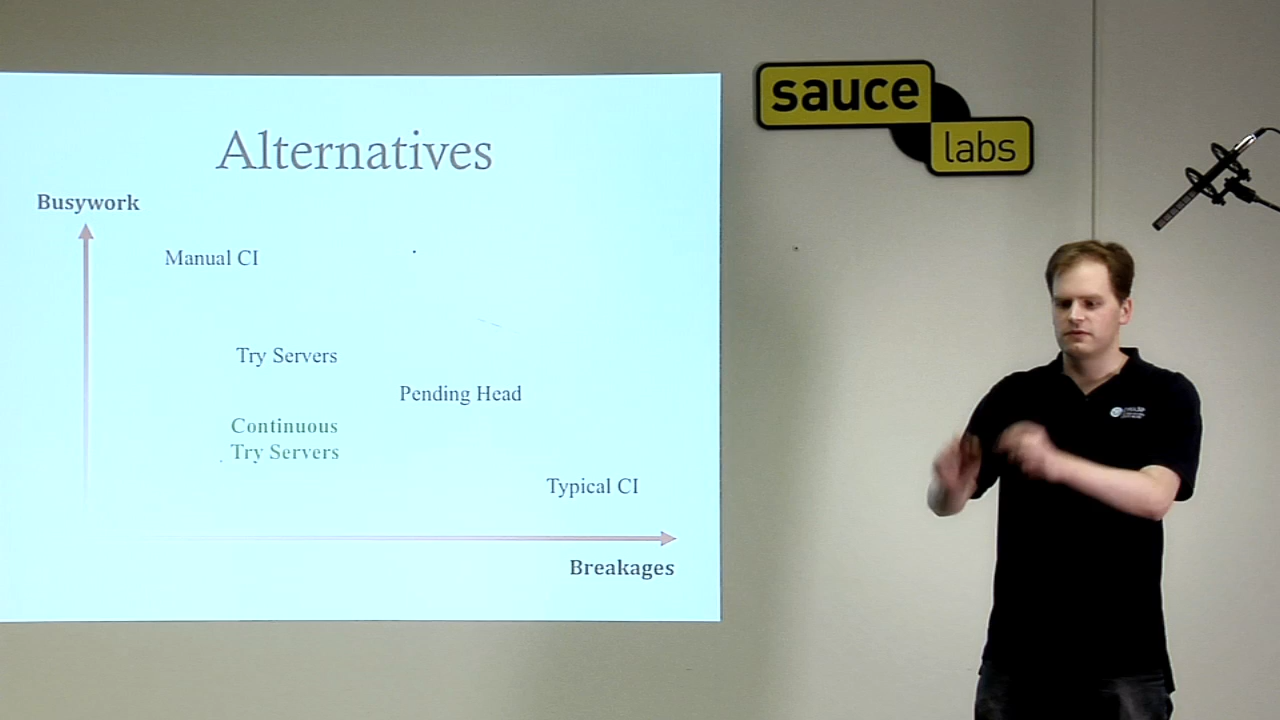 Alternatives
Busywork
Manual CI
Try Servers
Pending Head
Continuous
Try Servers
Typical CI
Breakages
sauce
labs